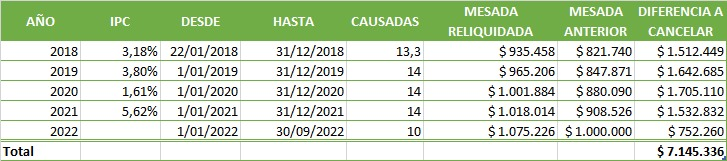 AÑO IPC DESDE HASTA CAUSADAS MESADA RELIQUIDADA MESADA ANTERIOR DIFERENCIA A CANCELAR
2018 3,18% 22/01/2018 31/12/2018 13,3 $ 935.458 $ 821.740 $ 1.512.449
2019 3,80% 1/01/2019 31/12/2019 14 $ 965.206 $ 847.871 $ 1.642.685
2020 1,61% 1/01/2020 31/12/2020 14 $ 1.001.884 $ 880.090 $ 1.705.110
2021 5,62% 1/01/2021 31/12/2021 14 $ 1.018.014 $ 908.526 $ 1.532.832
2022 1/01/2022 30/09/2022 10 $ 1.075.226 $ 1.000.000 $ 752.260
Total $ 7.145.336